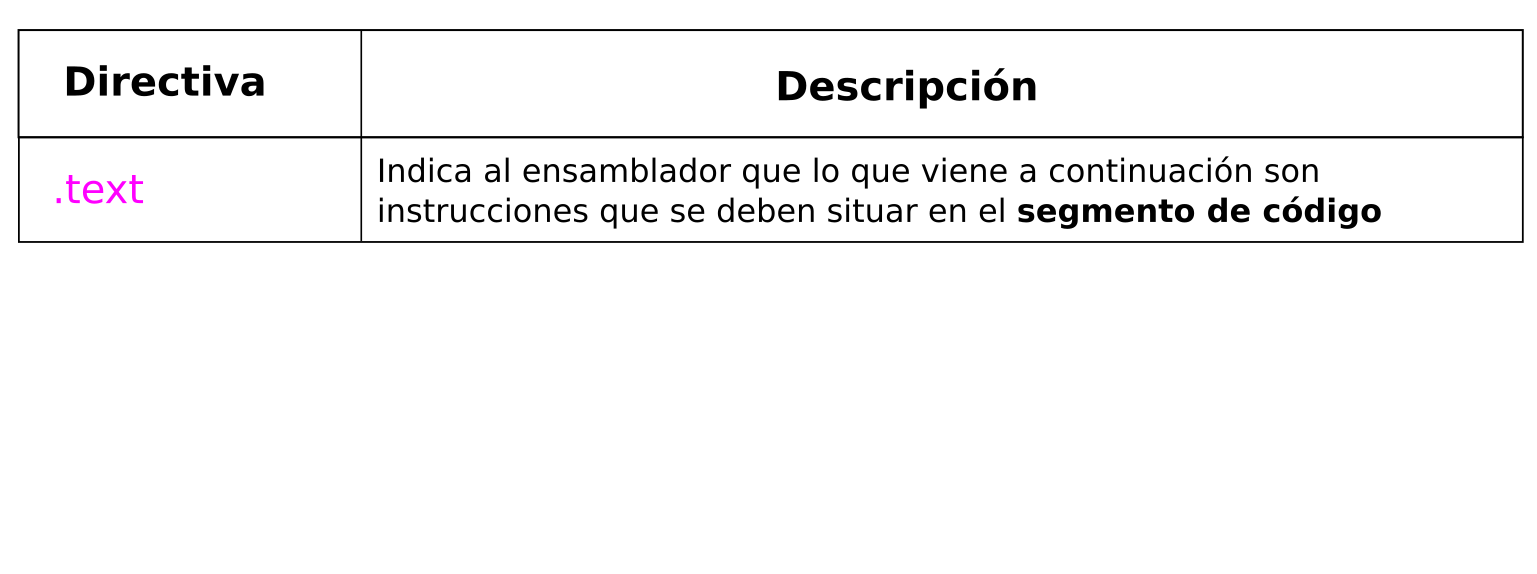 Directiva
Descripción
.text
Indica al ensamblador que lo que viene a continuación son
instrucciones que se deben situar en el segmento de código